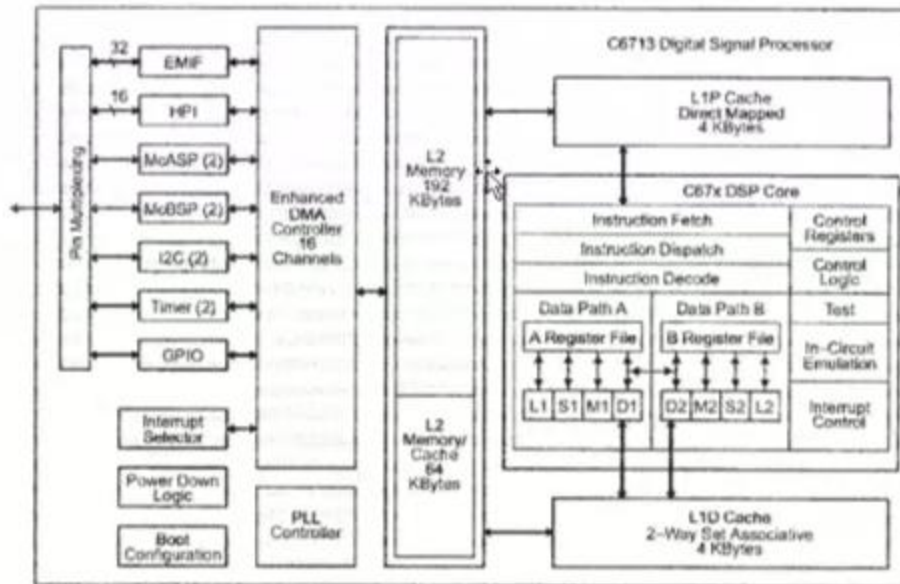 C6713 Digital Signal Processor
32
EMIF
16
HPI
McASP (2)
McBSP (2)
I2C (2)
Timer (2)
GPIO
Pin Multiplexing
Interrupt
Selector
Power Down
Logic
Boot
Configuration
Enhanced
DMA
Controller
16
Channels
PLL
Controller
L2
Memory
192
KBytes
L2
Memory/
Cache
64
KBytes
L1P Cache
Direct Mapped
4 KBytes
C67x DSP Core
Instruction Fetch
Instruction Dispatch
Instruction Decode
Control
Registers
Control
Logic
Test
In-Circuit
Emulation
Interrupt
Control
Data Path A
A Register File
L1 S1 M1 D1
Data Path B
B Register File
D2 M2 S2 L2
L1D Cache
2-Way Set Associative
4 KBytes